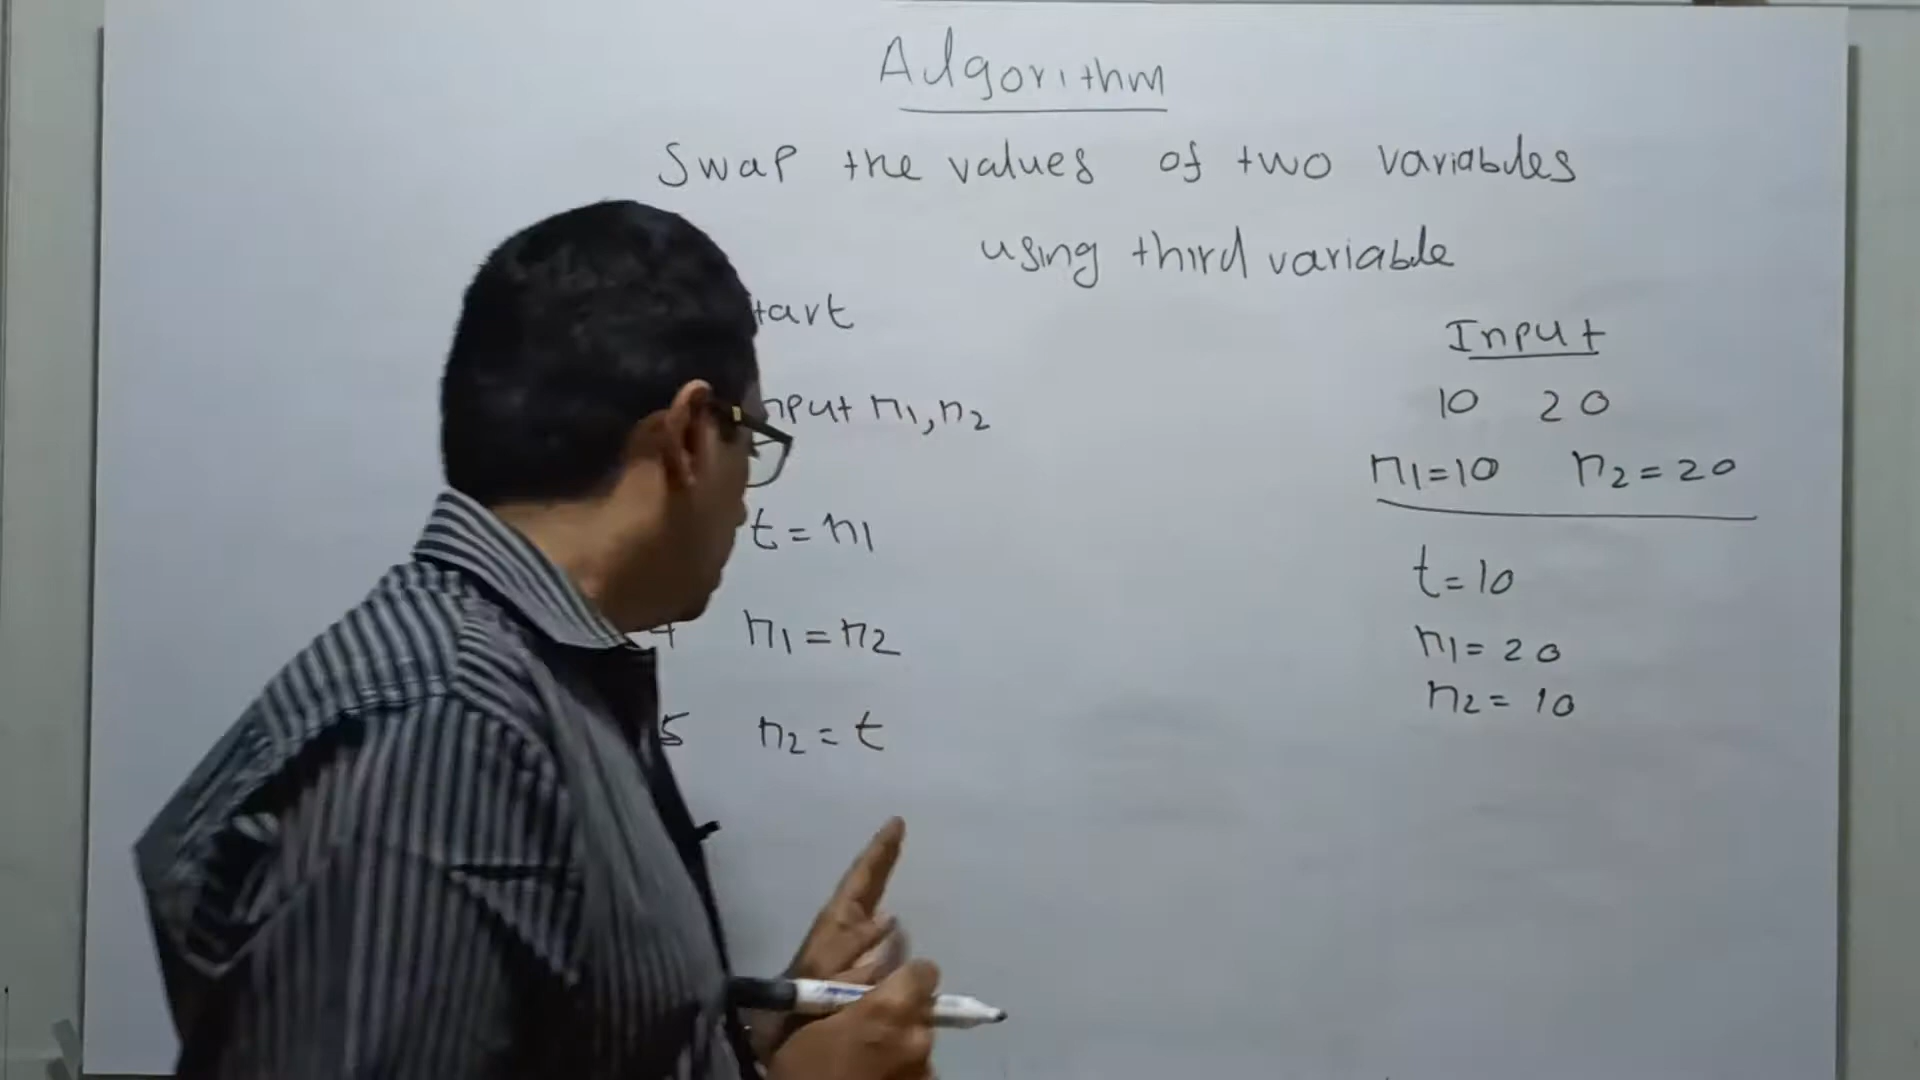 Algorithm
Swap the values of two variables
using third variable
tart
nput n1, n2
t = n1
4 n1 = n2
5 n2 = t
Input
10 20
n1=10 n2=20
t=10
n1= 20
n2= 10